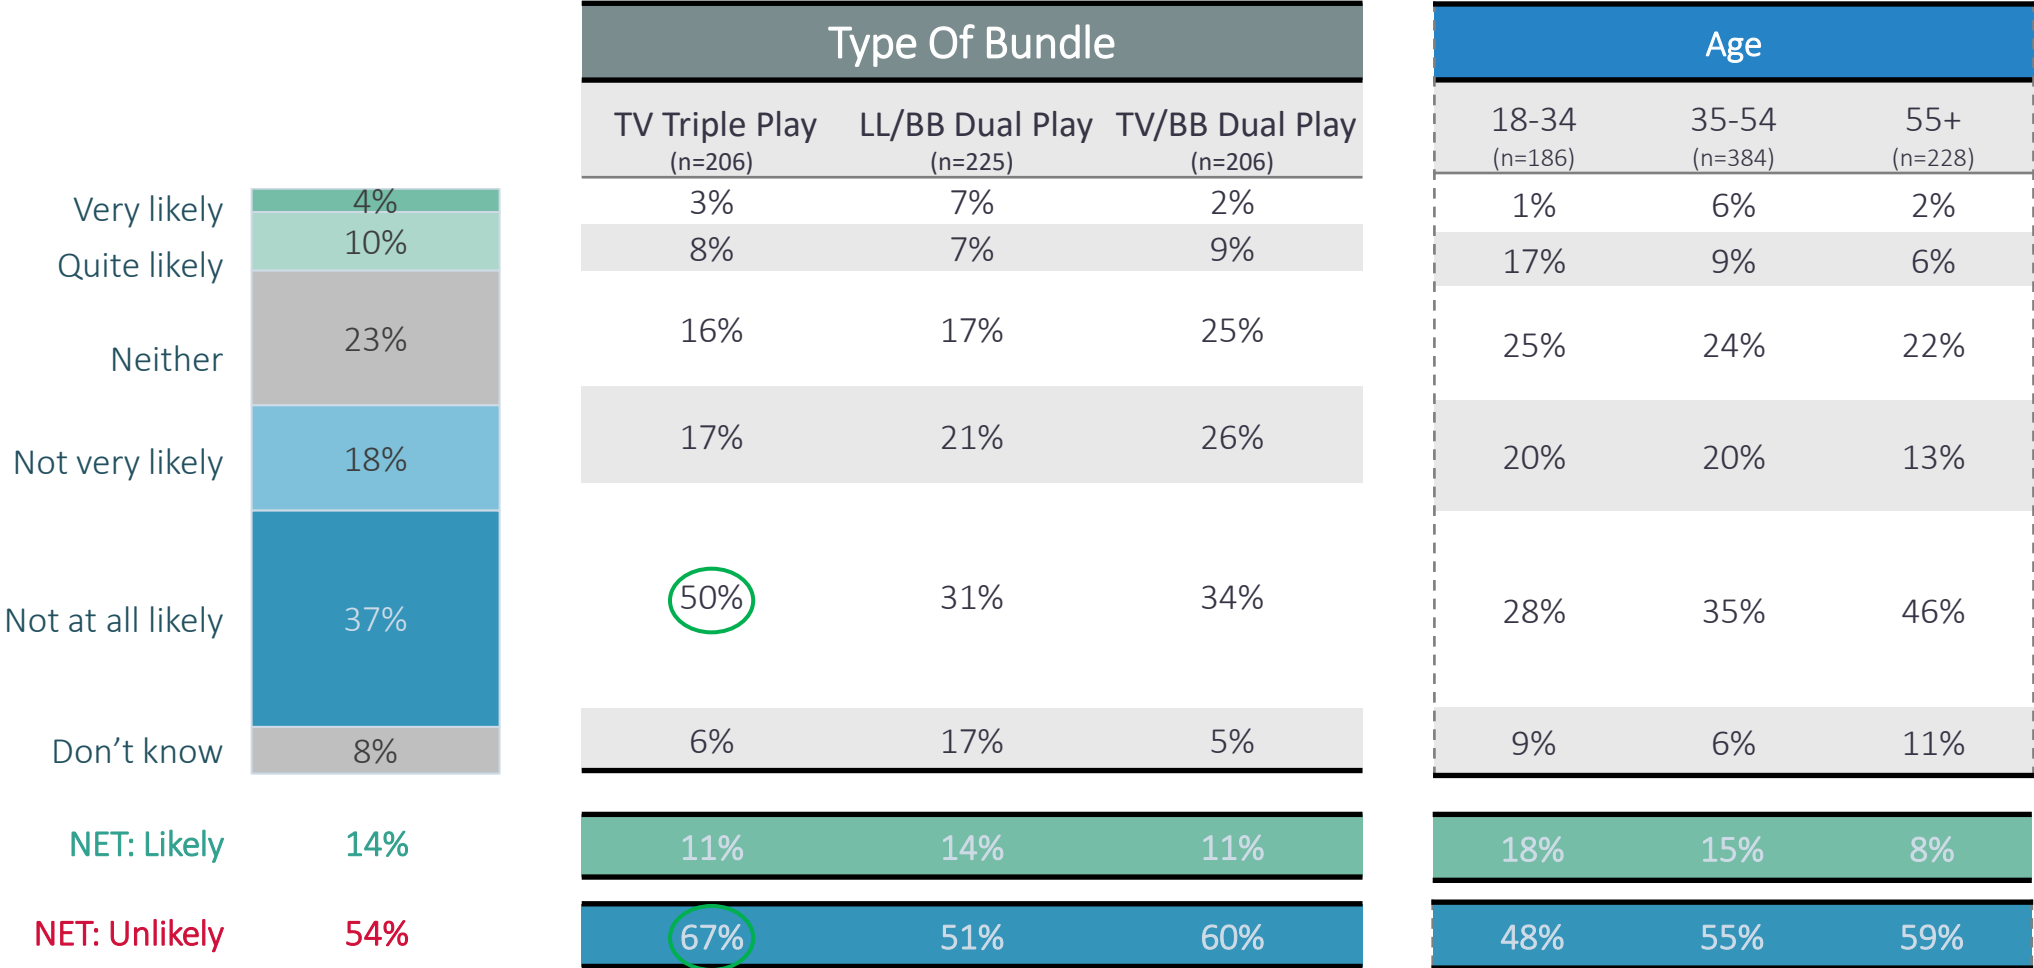 Type Of Bundle Age
TV Triple Play LL/BB Dual Play TV/BB Dual Play 18-34 35-54 55+
(n=206) (n=225) (n=206) (n=186) (n=384) (n=228)
Very likely 4% 3% 7% 2% 1% 6% 2%
Quite likely 10% 8% 7% 9% 17% 9% 6%
Neither 23% 16% 17% 25% 25% 24% 22%
Not very likely 18% 17% 21% 26% 20% 20% 13%
Not at all likely 37% 50% 31% 34% 28% 35% 46%
Don’t know 8% 6% 17% 5% 9% 6% 11%
NET: Likely 14% 11% 14% 11% 18% 15% 8%
NET: Unlikely 54% 67% 51% 60% 48% 55% 59%